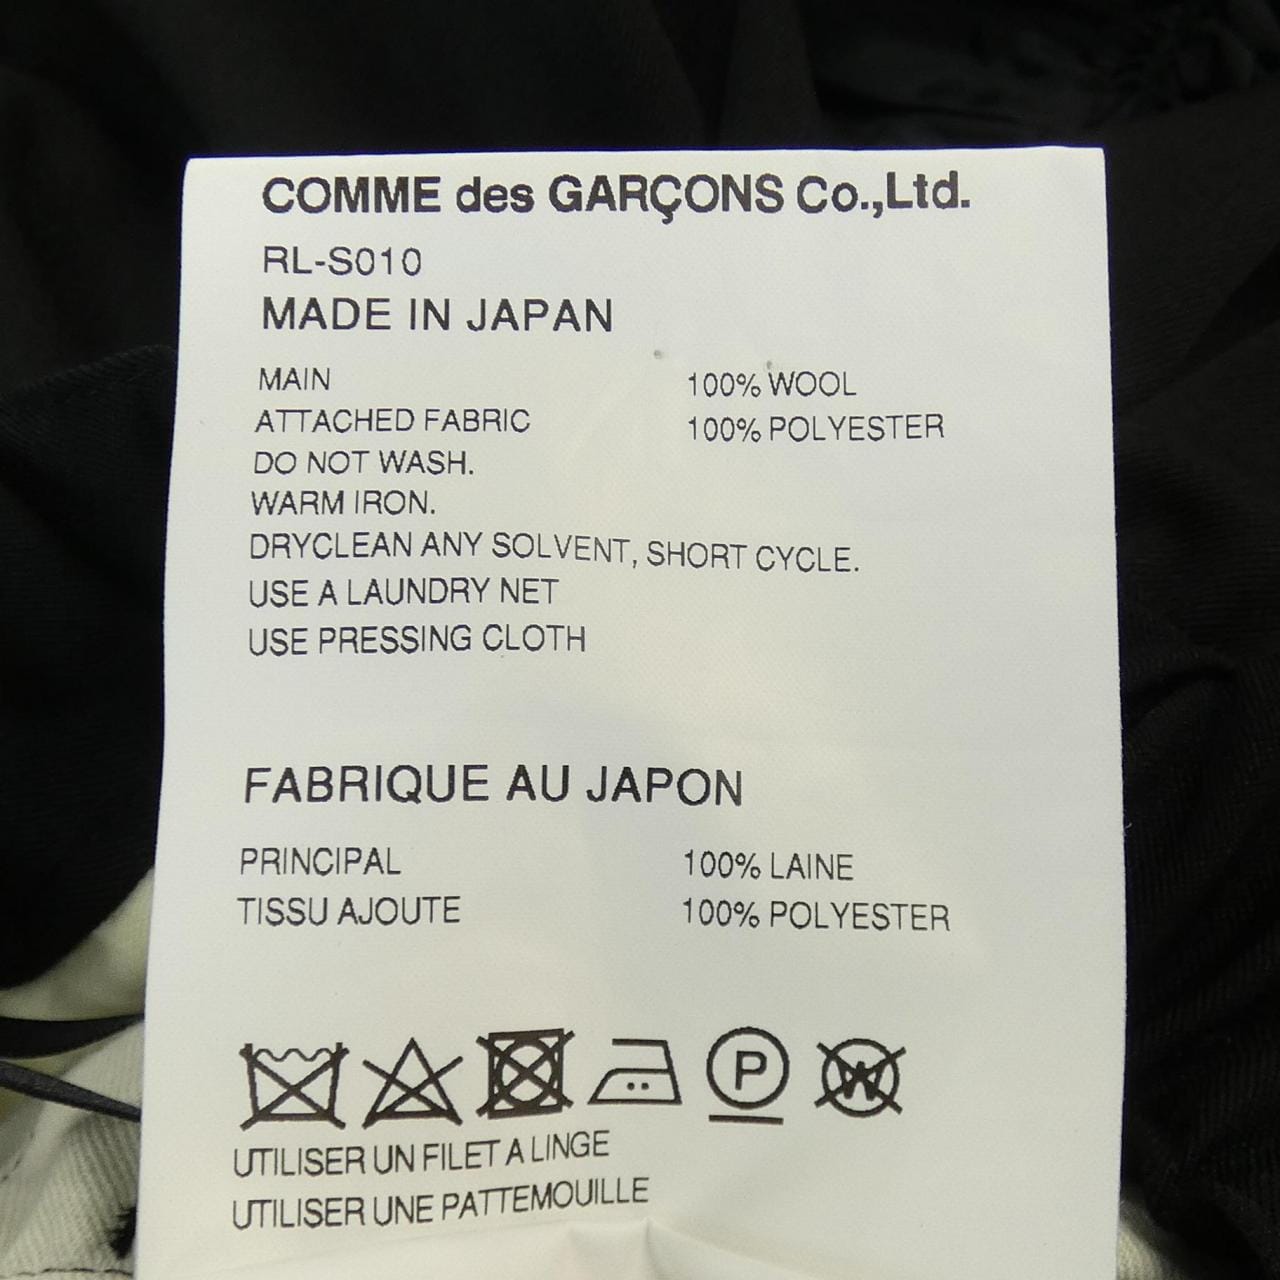 COMME des GARÇONS Co.,Ltd.
RL-S010
MADE IN JAPAN
MAIN 100% WOOL
ATTACHED FABRIC 100% POLYESTER
DO NOT WASH.
WARM IRON.
DRYCLEAN ANY SOLVENT, SHORT CYCLE.
USE A LAUNDRY NET
USE PRESSING CLOTH
FABRIQUE AU JAPON
PRINCIPAL 100% LAINE
TISSU AJOUTE 100% POLYESTER
P W
UTILISER UN FILET A LINGE
UTILISER UNE PATTEMOUILLE